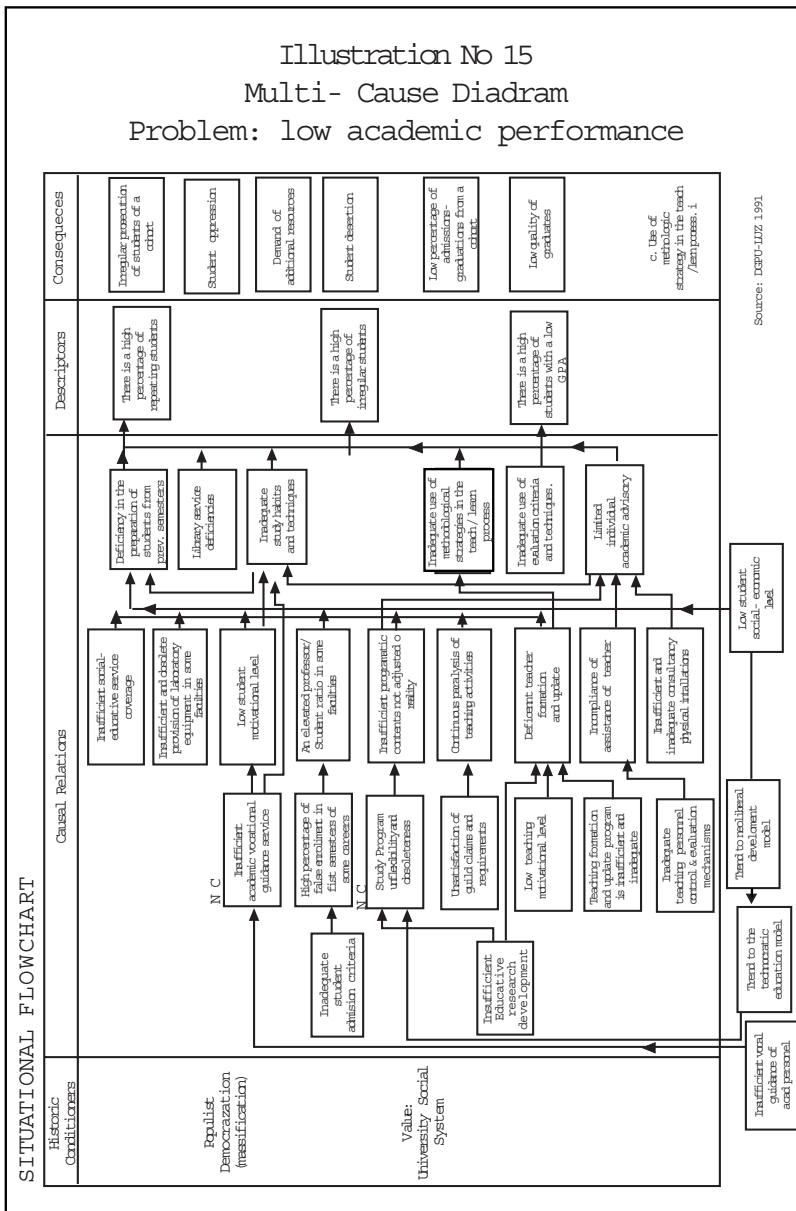 Illustration No 15
Multi- Cause Diadram
Problem: low academic performance
SITUATIONAL FLOWCHART
Historic
Conditioners
Causal Relations
Descriptors
Consequeces
Populist
Democrazation
(massification)
Value:
University Social
System
N C
Insufficient
academic vocational
guidance service
High percentage of
false enrollment in
fist semesters of
some careers
Inadequate
student
admision criteria
N C
Study Program
unflexibility and
obsoleteness
Unsatisfaction of
guild claims and
requirements
Insufficient
Educative
research
development
Low teaching
motivational level
Teaching formation
and update program
is insufficient and
inadequate
Inadequate
teaching personnel
control & evaluation
mechanisms
Insufficient social-
educative service
coverage
Insufficient and obsolete
provision of laboratory
equipment in some
faculties
Low student
motivational level
An elevated professor/
Student ratio in some
faculties
Insufficient programatic
contents not adjusted o
reality
Continuous paralysis of
teaching activities
Deficennt teacher
formation
and update
Incompliance of
assistance of teacher
Insufficient and
inadequate consultancy
physical intallations
Deficiency in the
preparation of
students from
prev. semesters
Library service
deficiencies
Inadequate
study habits
and techniques
Inadequate use of
methodological
strategies in the
teach / learn
process
Inadequate use of
evaluation criteria
and techniques.
Limited
individual
academic advisory
There is a high
percentage of
repeating students
There is a high
percentage of
irregular students
There is a high
percentage of
students with a low
GPA
Irregular prosecution
of students of a
cohort
Student oppression
Demand of
additional resources
Student desertion
Low percentage of
admissions-
graduations from a
cohort
Low quality of
graduates
c. Use of
methologic
strategy in the teach
/lern process. i
Insufficient vocal
guidance of
acad personel
Trend to the
technocratic
education model
Trend to neoliberal
develoment
model
Low student
social- economic
level
Source: DGPU-LUZ 1991